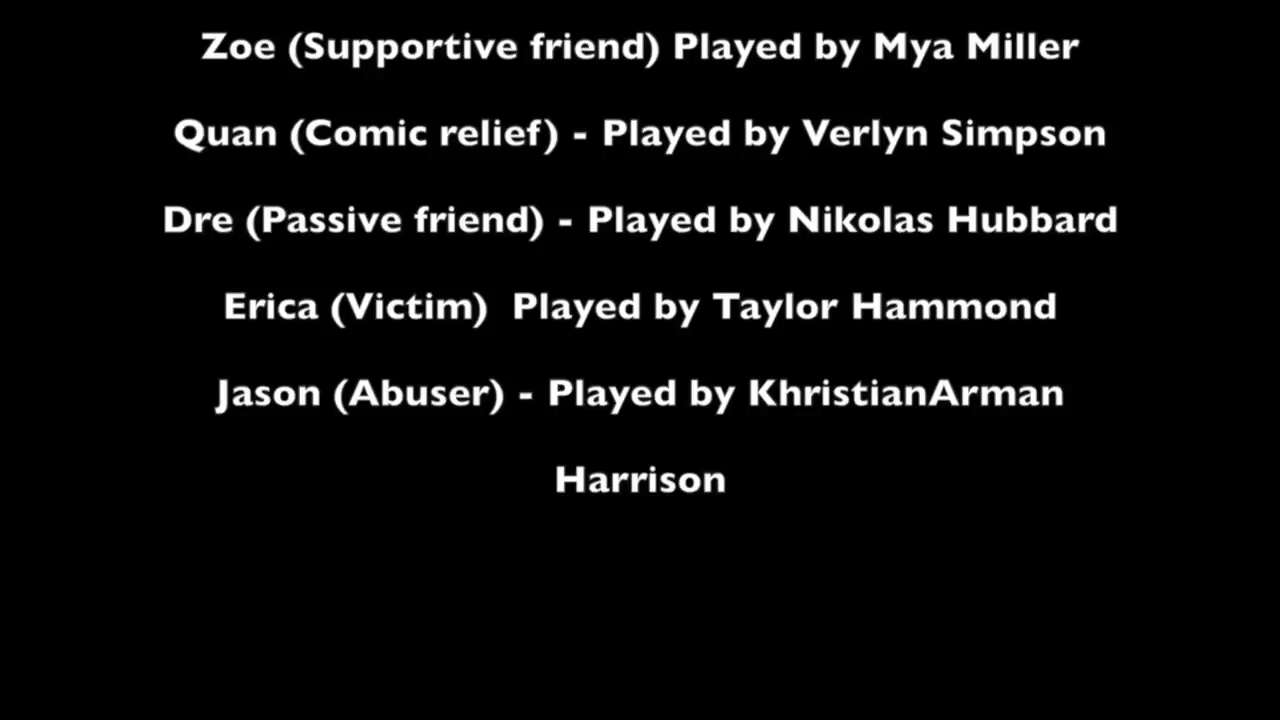 Zoe (Supportive friend) Played by Mya Miller
Quan (Comic relief) - Played by Verlyn Simpson
Dre (Passive friend) - Played by Nikolas Hubbard
Erica (Victim)  Played by Taylor Hammond
Jason (Abuser) - Played by KhristianArman
Harrison